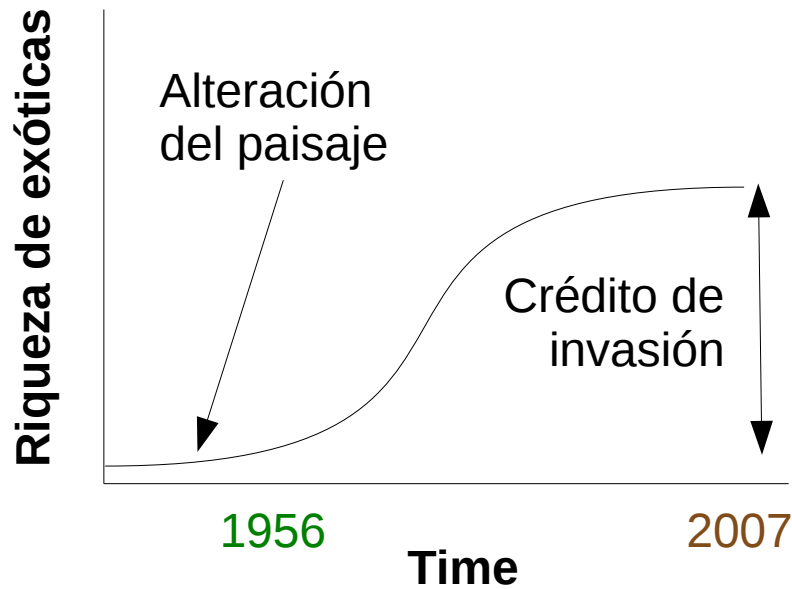 Riqueza de exóticas
Alteración
del paisaje
Crédito de
invasión
1956
2007
Time